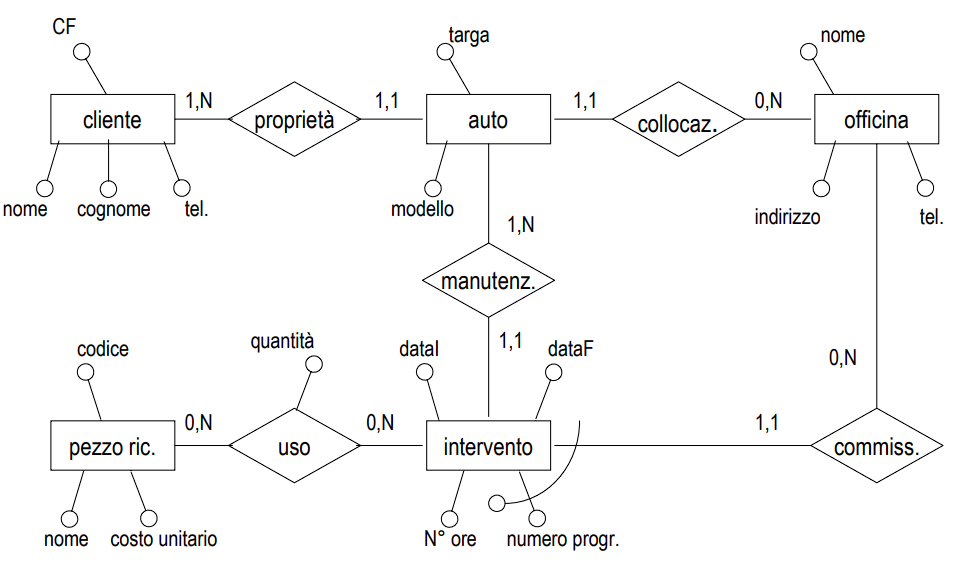 CF
targa
nome
cliente
1,N
proprietà
1,1
auto
1,1
collocaz.
0,N
officina
nome
cognome
tel.
modello
indirizzo
tel.
1,N
manutenz.
1,1
codice
quantità
dataI
dataF
0,N
pezzo ric.
0,N
uso
0,N
intervento
1,1
commiss.
nome
costo unitario
N° ore
numero progr.